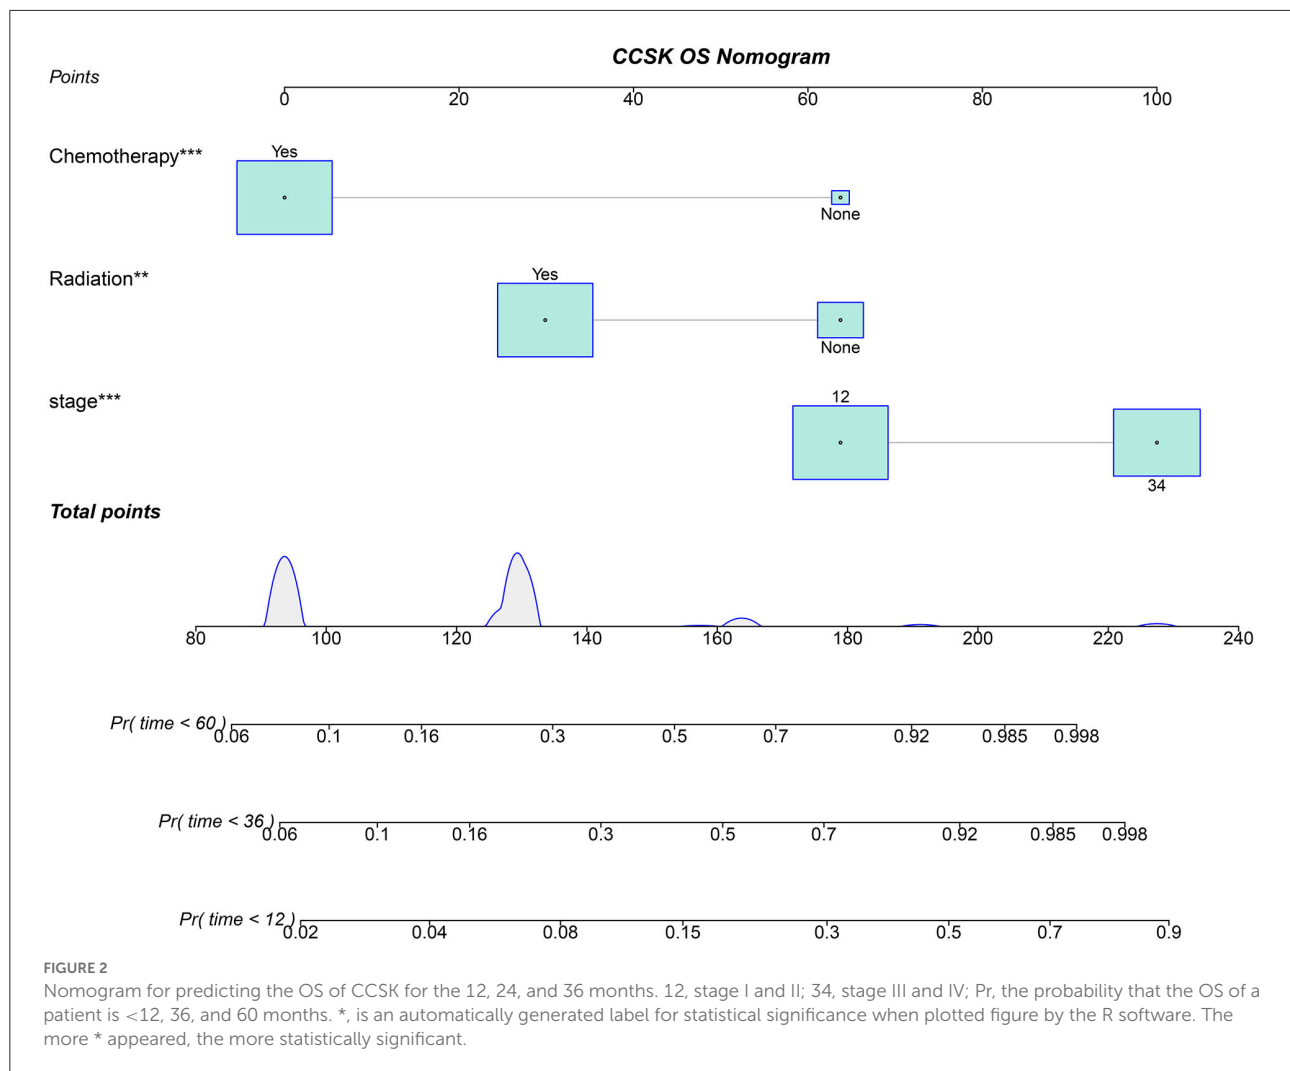 CCSK OS Nomogram
Points
0 20 40 60 80 100
Chemotherapy***
Yes
None
Radiation**
Yes
None
stage***
12
34
Total points
80 100 120 140 160 180 200 220 240
Pr( time < 60 )
0.06 0.1 0.16 0.3 0.5 0.7 0.92 0.985 0.998
Pr( time < 36 )
0.06 0.1 0.16 0.3 0.5 0.7 0.92 0.985 0.998
Pr( time < 12 )
0.02 0.04 0.08 0.15 0.3 0.5 0.7 0.9
FIGURE 2
Nomogram for predicting the OS of CCSK for the 12, 24, and 36 months. 12, stage I and II; 34, stage III and IV; Pr, the probability that the OS of a
patient is <12, 36, and 60 months. *, is an automatically generated label for statistical significance when plotted figure by the R software. The
more * appeared, the more statistically significant.